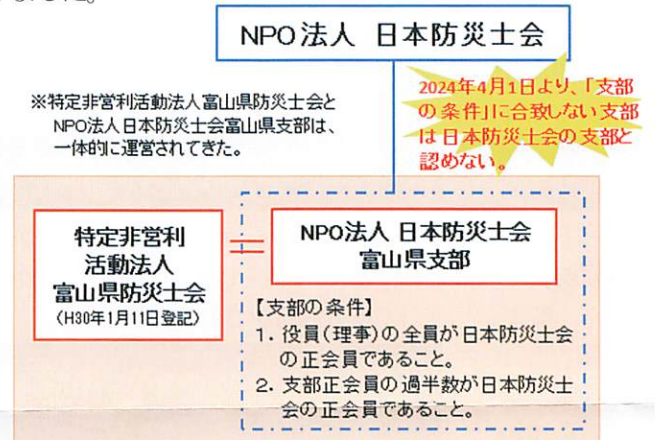 NPO法人 日本防災士会
2024年4月1日より、「支部
の条件」に合致しない支部
は日本防災士会の支部と
認めない。
※特定非営利活動法人富山県防災士会と
NPO法人日本防災士会富山県支部は、
一体的に運営されてきた。
特定非営利
活動法人
富山県防災士会
(H30年1月11日登記)
=
NPO法人 日本防災士会
富山県支部
【支部の条件】
1. 役員(理事)の全員が日本防災士会
の正会員であること。
2. 支部正会員の過半数が日本防災士
会の正会員であること。